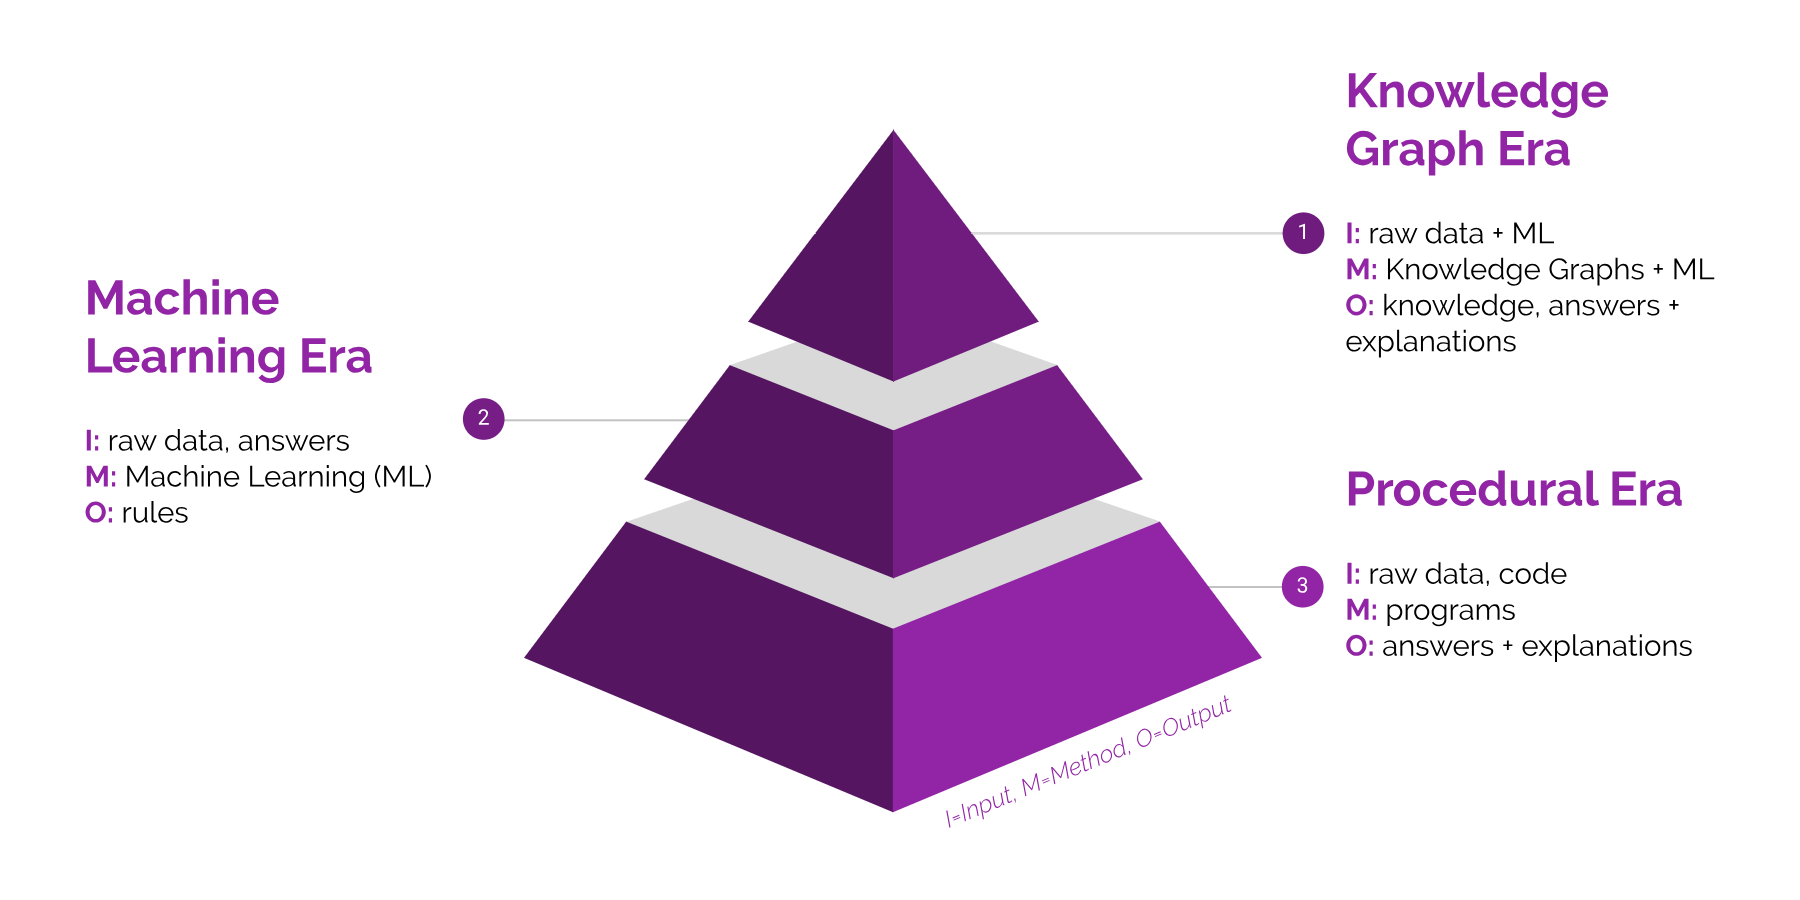 Knowledge
Graph Era
1
I: raw data + ML
M: Knowledge Graphs + ML
O: knowledge, answers +
explanations
Machine
Learning Era
2
I: raw data, answers
M: Machine Learning (ML)
O: rules
Procedural Era
3
I: raw data, code
M: programs
O: answers + explanations
I=Input, M=Method, O=Output